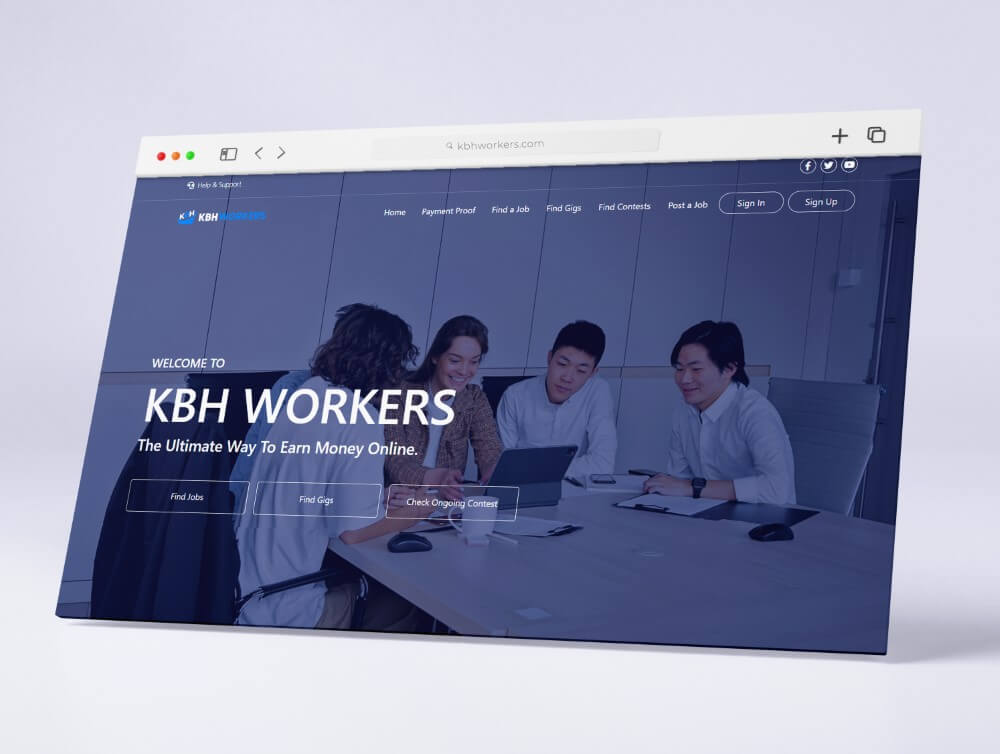 kbhworkers.com
Help & Support
KBH WORKERS
Home Payment Proof Find a Job Find Gigs Find Contests Post a Job Sign In Sign Up
WELCOME TO
KBH WORKERS
The Ultimate Way To Earn Money Online.
Find Jobs Find Gigs Check Ongoing Contest